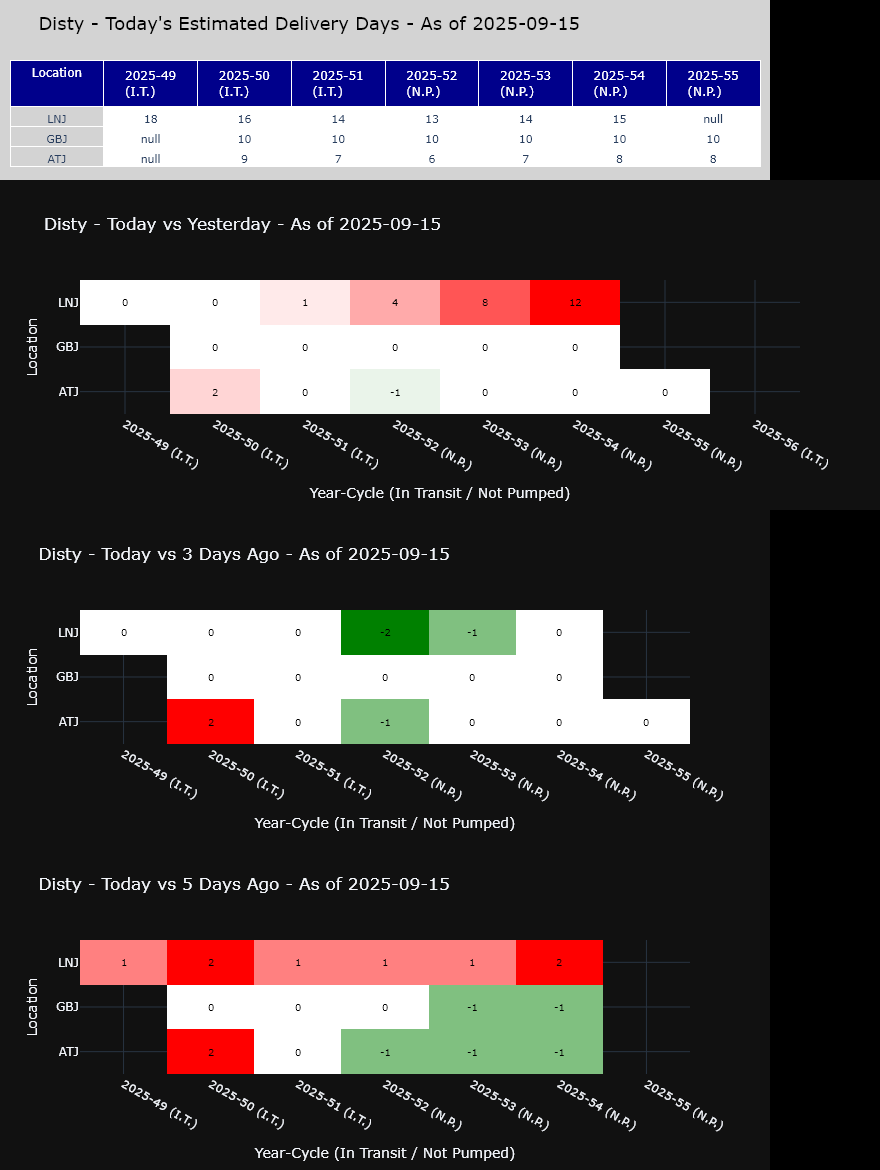 Disty - Today's Estimated Delivery Days - As of 2025-09-15
Location 2025-49 (I.T.) 2025-50 (I.T.) 2025-51 (I.T.) 2025-52 (N.P.) 2025-53 (N.P.) 2025-54 (N.P.) 2025-55 (N.P.)
LNJ 18 16 14 13 14 15 null
GBJ null 10 10 10 10 10 10
ATJ null 9 7 6 7 8 8
Disty - Today vs Yesterday - As of 2025-09-15
Location
LNJ 0 0 1 4 8 12
GBJ 0 0 0 0 0
ATJ 2 0 -1 0 0 0
2025-49 (I.T.) 2025-50 (I.T.) 2025-51 (I.T.) 2025-52 (N.P.) 2025-53 (N.P.) 2025-54 (N.P.) 2025-55 (N.P.) 2025-56 (I.T.)
Year-Cycle (In Transit / Not Pumped)
Disty - Today vs 3 Days Ago - As of 2025-09-15
Location
LNJ 0 0 0 -2 -1 0
GBJ 0 0 0 0 0
ATJ 2 0 -1 0 0 0
2025-49 (I.T.) 2025-50 (I.T.) 2025-51 (I.T.) 2025-52 (N.P.) 2025-53 (N.P.) 2025-54 (N.P.) 2025-55 (N.P.)
Year-Cycle (In Transit / Not Pumped)
Disty - Today vs 5 Days Ago - As of 2025-09-15
Location
LNJ 1 2 1 1 1 2
GBJ 0 0 0 -1 -1
ATJ 2 0 -1 -1 -1
2025-49 (I.T.) 2025-50 (I.T.) 2025-51 (I.T.) 2025-52 (N.P.) 2025-53 (N.P.) 2025-54 (N.P.) 2025-55 (N.P.)
Year-Cycle (In Transit / Not Pumped)